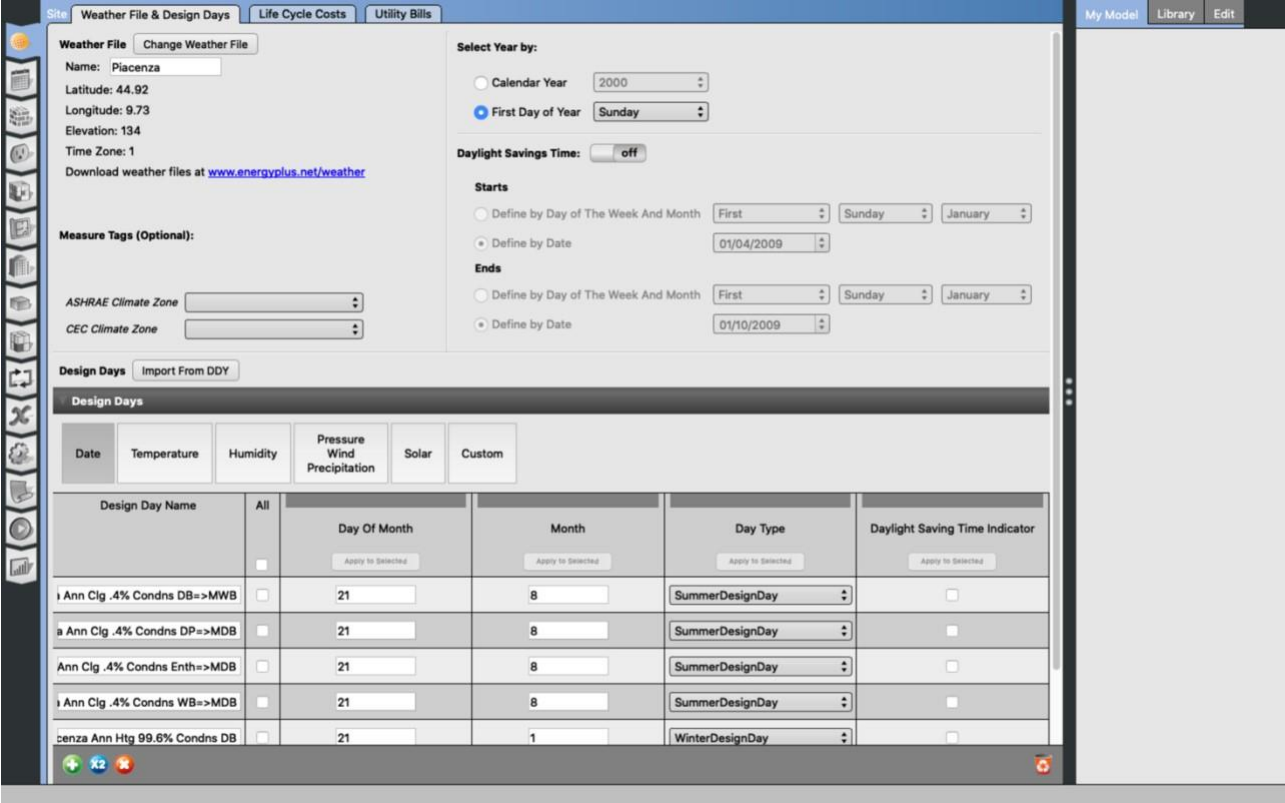 Site Weather File & Design Days Life Cycle Costs Utility Bills
My Model Library Edit
Weather File Change Weather File
Name: Piacenza
Latitude: 44.92
Longitude: 9.73
Elevation: 134
Time Zone: 1
Download weather files at www.energyplus.net/weather
Measure Tags (Optional):
ASHRAE Climate Zone
CEC Climate Zone
Select Year by:
Calendar Year 2000
First Day of Year Sunday
Daylight Savings Time: off
Starts
Define by Day of The Week And Month First Sunday January
Define by Date 01/04/2009
Ends
Define by Day of The Week And Month First Sunday January
Define by Date 01/10/2009
Design Days Import From DDY
Design Days
Date Temperature Humidity Pressure Wind Precipitation Solar Custom
Design Day Name All Day Of Month Month Day Type Daylight Saving Time Indicator
Apply to Selected Apply to Selected Apply to Selected Apply to Selected
Ann Clg .4% Condns DB=>MWB 21 8 SummerDesignDay
a Ann Clg .4% Condns DP=>MDB 21 8 SummerDesignDay
Ann Clg .4% Condns Enth=>MDB 21 8 SummerDesignDay
Ann Clg .4% Condns WB=>MDB 21 8 SummerDesignDay
cenza Ann Htg 99.6% Condns DB 21 1 WinterDesignDay
X2